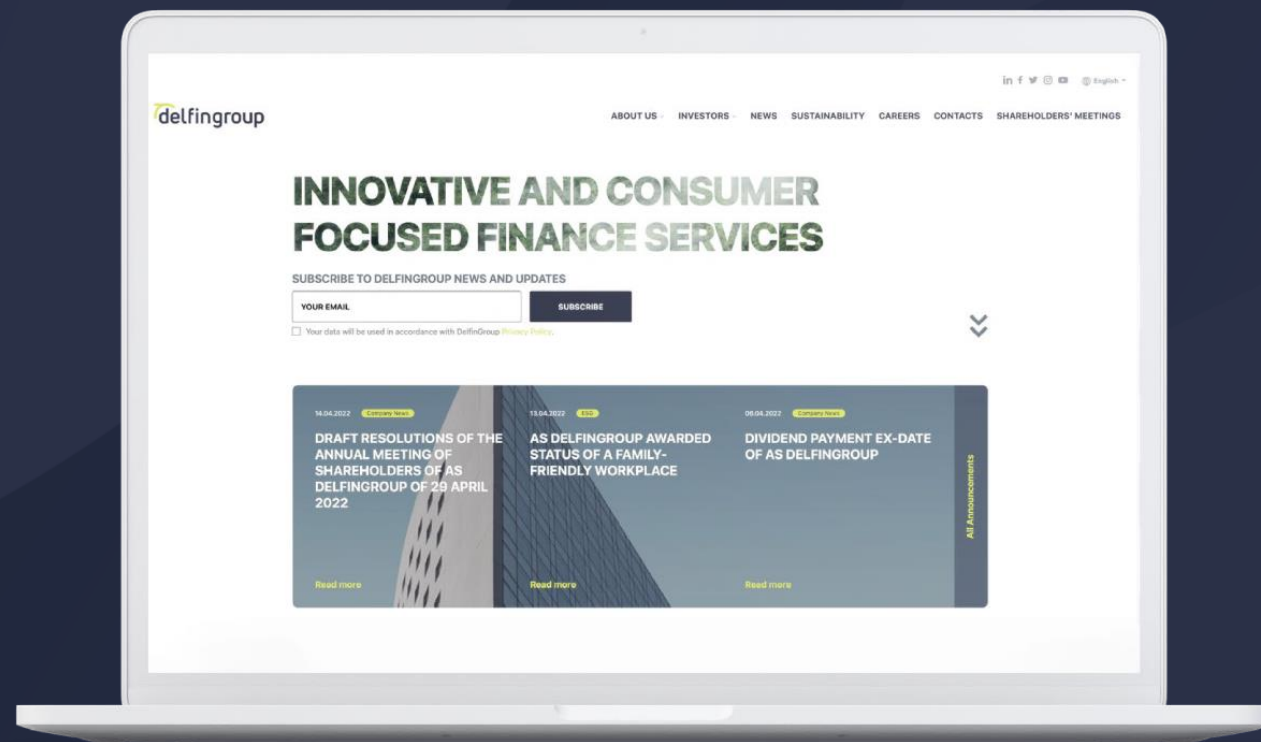 English
delfingroup
ABOUT US INVESTORS NEWS SUSTAINABILITY CAREERS CONTACTS SHAREHOLDERS' MEETINGS
INNOVATIVE AND CONSUMER
FOCUSED FINANCE SERVICES
SUBSCRIBE TO DELFINGROUP NEWS AND UPDATES
YOUR EMAIL
SUBSCRIBE
Your data will be used in accordance with DelfinGroup Privacy Policy.
14.04.2022 Company News
DRAFT RESOLUTIONS OF THE
ANNUAL MEETING OF
SHAREHOLDERS OF AS
DELFINGROUP OF 29 APRIL
2022
Read more
13.04.2022 ESG
AS DELFINGROUP AWARDED
STATUS OF A FAMILY-
FRIENDLY WORKPLACE
Read more
Company News
DIVIDEND PAYMENT EX-DATE
OF AS DELFINGROUP
Read more
All Announcements